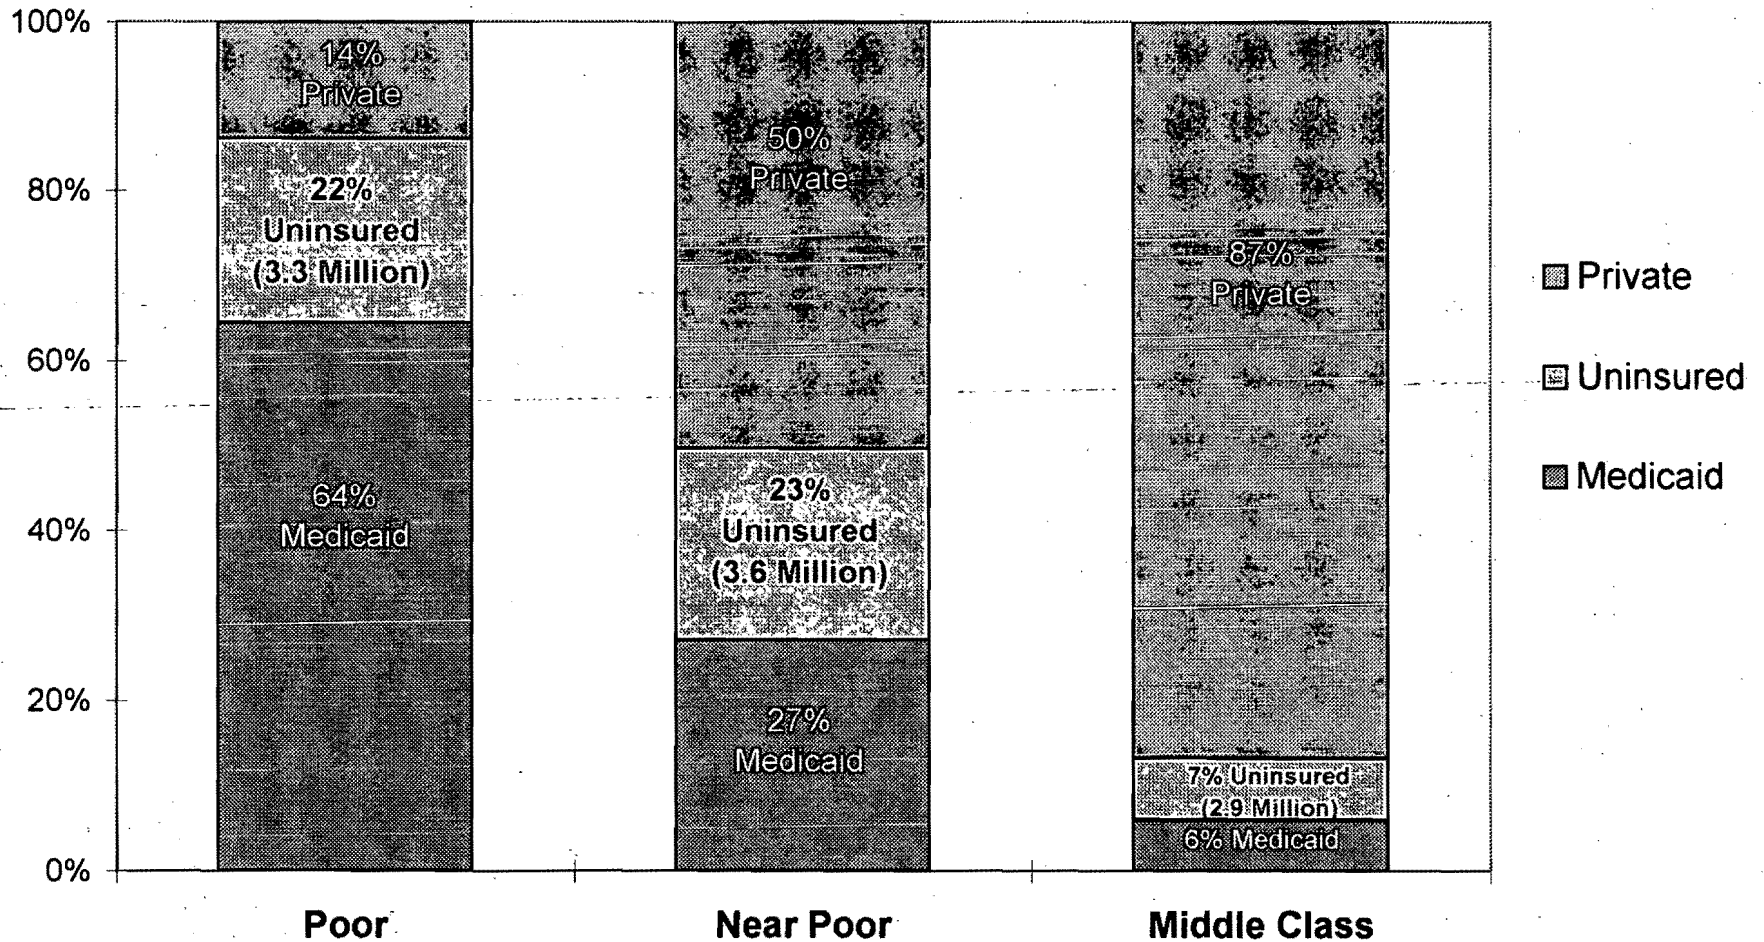 100%
80%
60%
40%
20%
0%
14%
Private
22%
Uninsured
(3.3 Million)
64%
Medicaid
50%
Private
23%
Uninsured
(3.6 Million)
27%
Medicaid
87%
Private
7% Uninsured
(2.9 Million)
6% Medicaid
Private
Uninsured
Medicaid
Poor
Near Poor
Middle Class